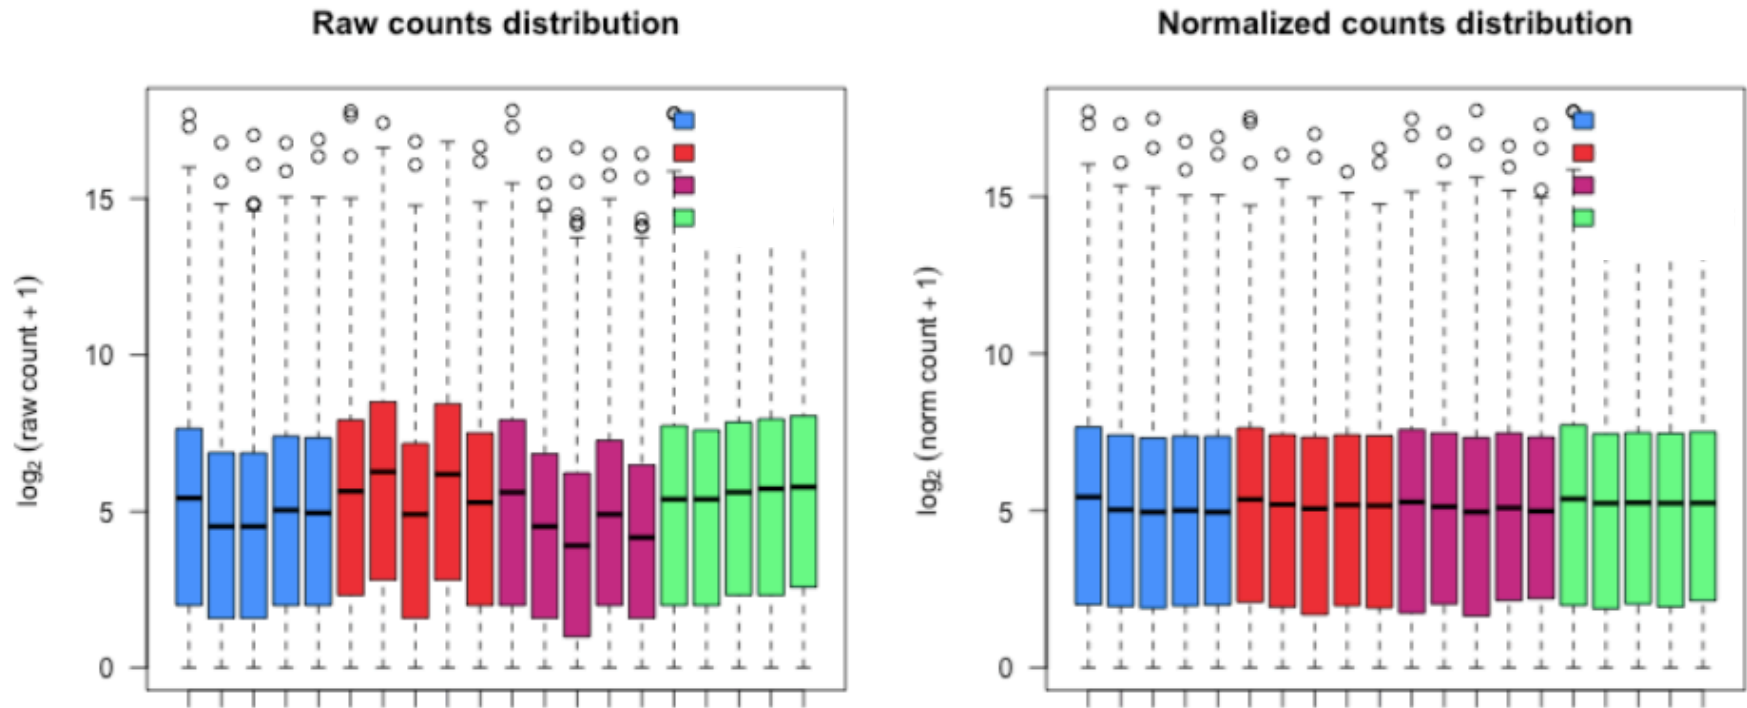 Raw counts distribution
log2 (raw count + 1)
15
10
5
0
Normalized counts distribution
log2 (norm count + 1)
15
10
5
0